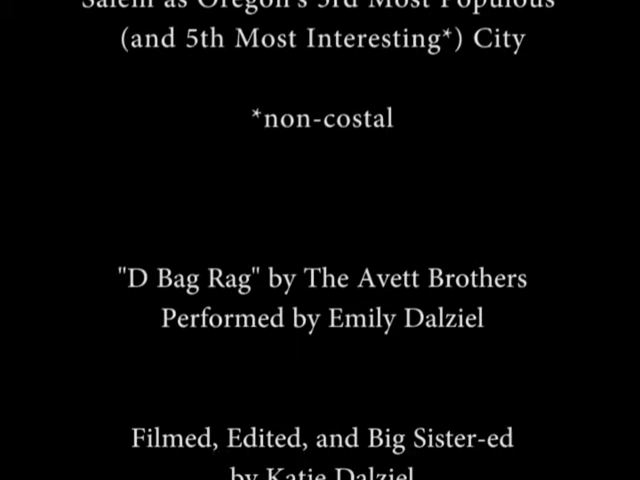 Salem as Oregon's 3rd Most Populous
(and 5th Most Interesting*) City
*non-costal
"D Bag Rag" by The Avett Brothers
Performed by Emily Dalziel
Filmed, Edited, and Big Sister-ed
by Katie Dalziel